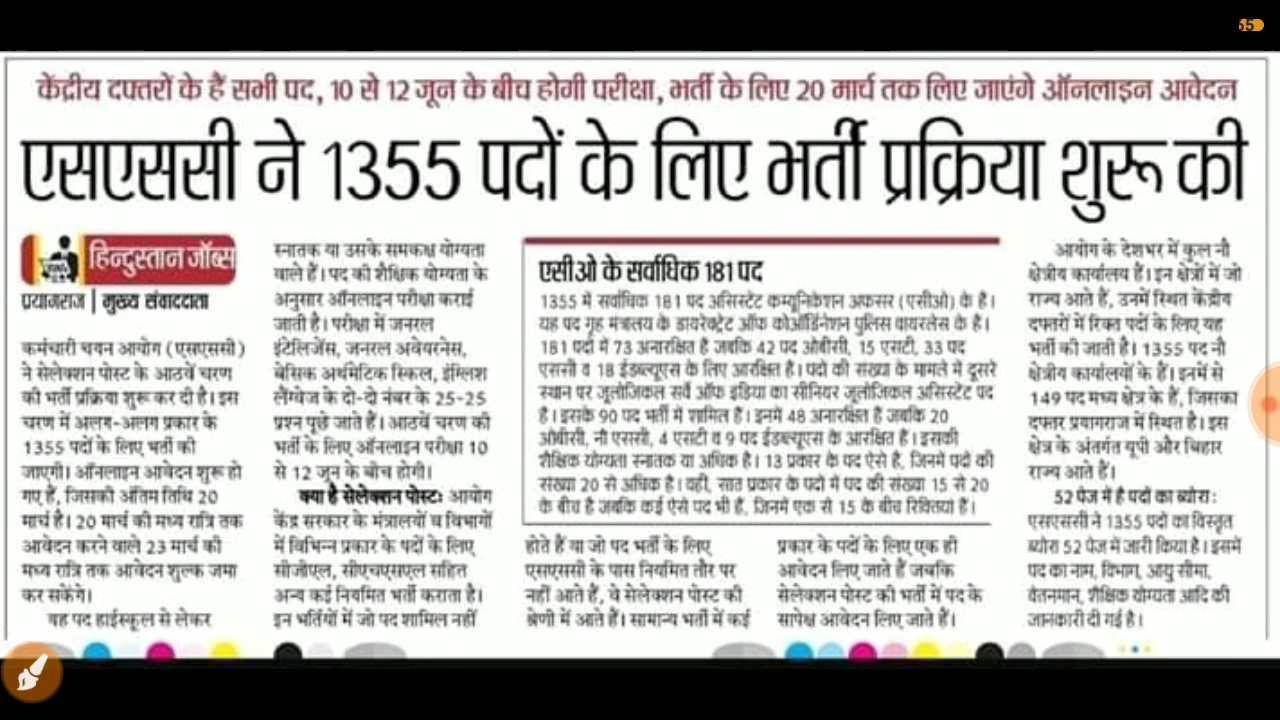 55
केंद्रीय दफ्तरों के हैं सभी पद, 10 से 12 जून के बीच होगी परीक्षा, भर्ती के लिए 20 मार्च तक लिए जाएंगे ऑनलाइन आवेदन
एसएससी ने 1355 पदों के लिए भर्ती प्रक्रिया शुरू की
हिन्दुस्तान जॉब्स
प्रयागराज | मुख्य संवाददाता
कर्मचारी चयन आयोग (एसएससी)
ने सेलेक्शन पोस्ट के आठवें चरण
की भर्ती प्रक्रिया शुरू कर दी है। इस
चरण में अलग-अलग प्रकार के
1355 पदों के लिए भर्ती की
जाएगी। ऑनलाइन आवेदन शुरू हो
गए हैं, जिसकी अंतिम तिथि 20
मार्च है। 20 मार्च की मध्य रात्रि तक
आवेदन करने वाले 23 मार्च की
मध्य रात्रि तक आवेदन शुल्क जमा
कर सकेंगे।
यह पद हाईस्कूल से लेकर
स्नातक या उसके समकक्ष योग्यता
वाले हैं। पद की शैक्षिक योग्यता के
अनुसार ऑनलाइन परीक्षा कराई
जाती है। परीक्षा में जनरल
इंटेलिजेंस, जनरल अवेयरनेस,
बेसिक अर्थमेटिक स्किल, इंग्लिश
लैंग्वेज के दो-दो नंबर के 25-25
प्रश्न पूछे जाते हैं। आठवें चरण की
भर्ती के लिए ऑनलाइन परीक्षा 10
से 12 जून के बीच होगी।
क्या है सेलेक्शन पोस्ट: आयोग
केंद्र सरकार के मंत्रालयों व विभागों
में विभिन्न प्रकार के पदों के लिए
सीजीएल, सीएचएसएल सहित
अन्य कई नियमित भर्ती कराता है।
इन भर्तियों में जो पद शामिल नहीं
एसीओ के सर्वाधिक 181 पद
1355 में सर्वाधिक 181 पद असिस्टेंट कम्युनिकेशन अफसर (एसीओ) के है।
यह पद गृह मंत्रालय के डायरेक्ट्रेट ऑफ कोऑर्डिनेशन पुलिस वायरलेस के हैं।
181 पदों में 73 अनारक्षित हैं जबकि 42 पद ओबीसी, 15 एसटी, 33 पद
एससी व 18 ईडब्ल्यूएस के लिए आरक्षित है। पदों की संख्या के मामले में दूसरे
स्थान पर जूलोजिकल सर्वे ऑफ इंडिया का सीनियर जूलोजिकल असिस्टेंट पद
है। इसके 90 पद भर्ती में शामिल हैं। इनमें 48 अनारक्षित हैं जबकि 20
ओबीसी, नौ एससी, 4 एसटी व 9 पद ईडब्ल्यूएस के आरक्षित हैं। इसकी
शैक्षिक योग्यता स्नातक या अधिक है। 13 प्रकार के पद ऐसे है, जिनमें पदों की
संख्या 20 से अधिक है। वहीं, सात प्रकार के पदों में पद की संख्या 15 से 20
के बीच है जबकि कई ऐसे पद भी हैं, जिनमें एक से 15 के बीच रिक्तियां हैं।
होते हैं या जो पद भर्ती के लिए
एसएससी के पास नियमित तौर पर
नहीं आते हैं, वे सेलेक्शन पोस्ट की
श्रेणी में आते हैं। सामान्य भर्ती में कई
प्रकार के पदों के लिए एक ही
आवेदन लिए जाते हैं जबकि
सेलेक्शन पोस्ट की भर्ती में पद के
सापेक्ष आवेदन लिए जाते हैं।
आयोग के देशभर में कुल नौ
क्षेत्रीय कार्यालय हैं। इन क्षेत्रों में जो
राज्य आते हैं, उनमें स्थित केंद्रीय
दफ्तरों में रिक्त पदों के लिए यह
भर्ती की जाती है। 1355 पद नौ
क्षेत्रीय कार्यालयों के हैं। इनमें से
149 पद मध्य क्षेत्र के हैं, जिसका
दफ्तर प्रयागराज में स्थित है। इस
क्षेत्र के अंतर्गत यूपी और बिहार
राज्य आते हैं।
52 पेज में है पदों का ब्योरा:
एसएससी ने 1355 पदों का विस्तृत
ब्योरा 52 पेज में जारी किया है। इसमें
पद का नाम, विभाग, आयु सीमा,
वेतनमान, शैक्षिक योग्यता आदि की
जानकारी दी गई है।